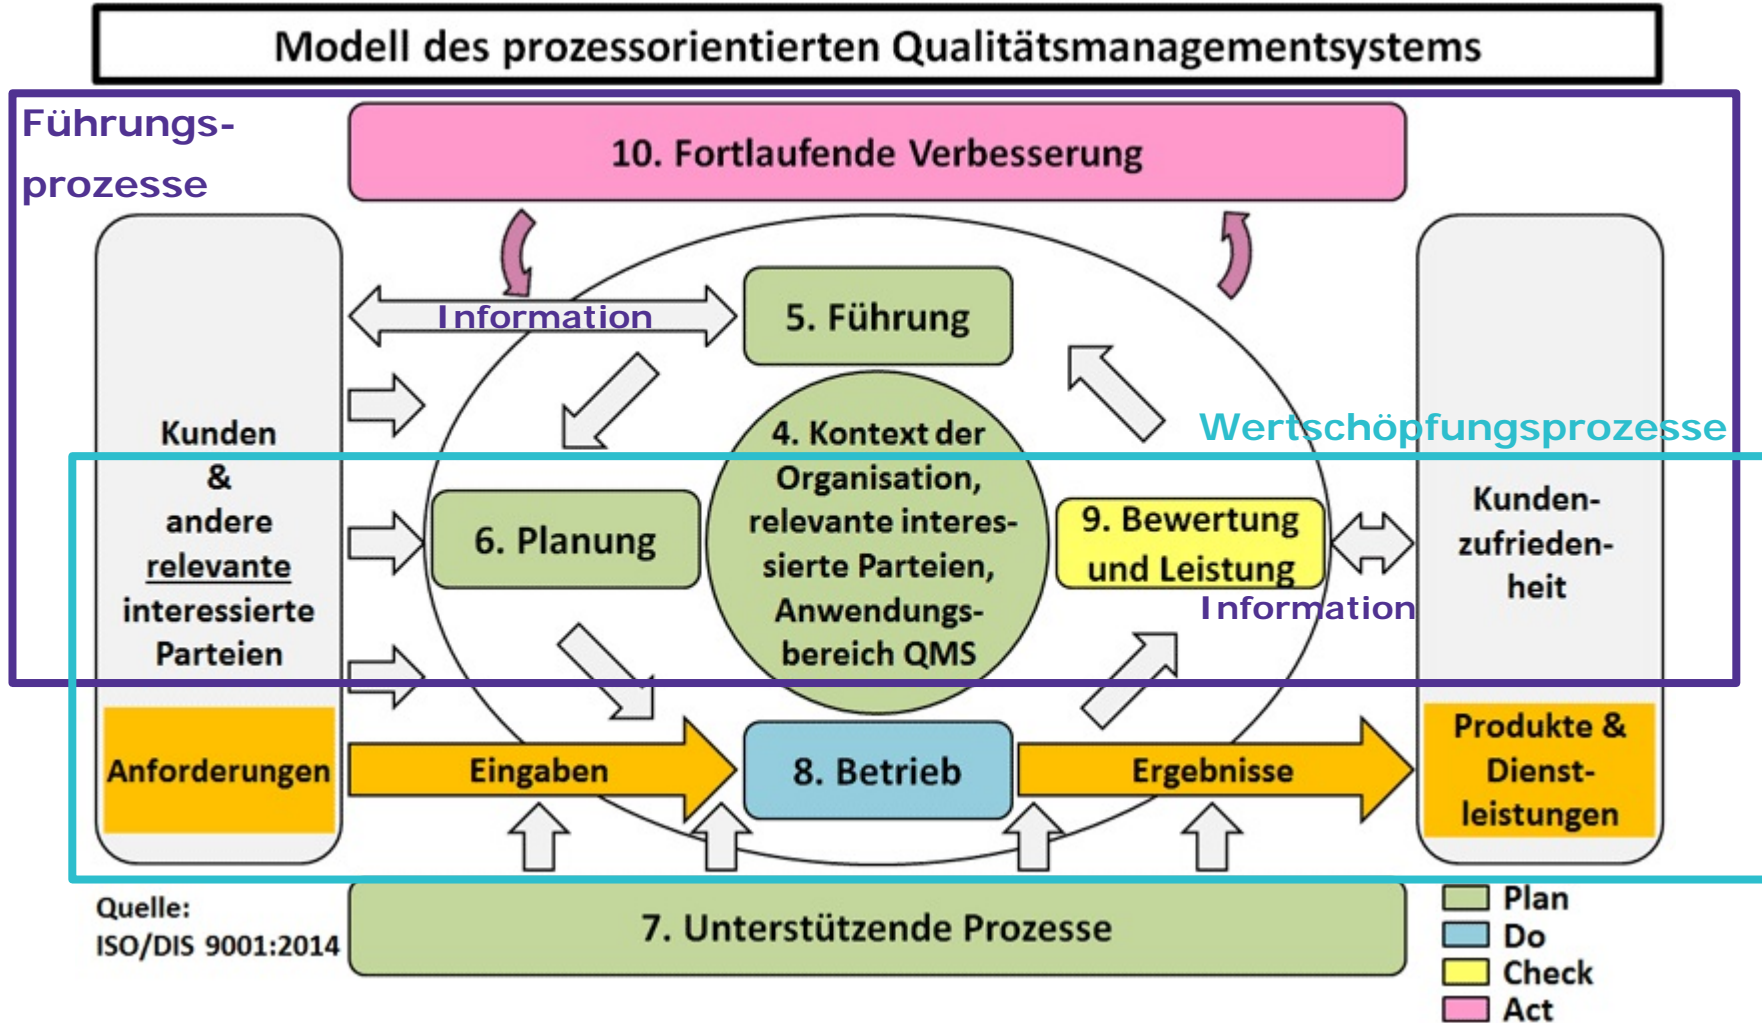 Modell des prozessorientierten Qualitätsmanagementsystems
Führungs-
prozesse
10. Fortlaufende Verbesserung
Information
5. Führung
Kunden
&
andere
relevante
interessierte
Parteien
4. Kontext der
Organisation,
relevante interes-
sierte Parteien,
Anwendungs-
bereich QMS
Wertschöpfungsprozesse
6. Planung
9. Bewertung
und Leistung
Information
Kunden-
zufrieden-
heit
Anforderungen
Eingaben
8. Betrieb
Ergebnisse
Produkte &
Dienst-
leistungen
Quelle:
ISO/DIS 9001:2014
7. Unterstützende Prozesse
Plan
Do
Check
Act